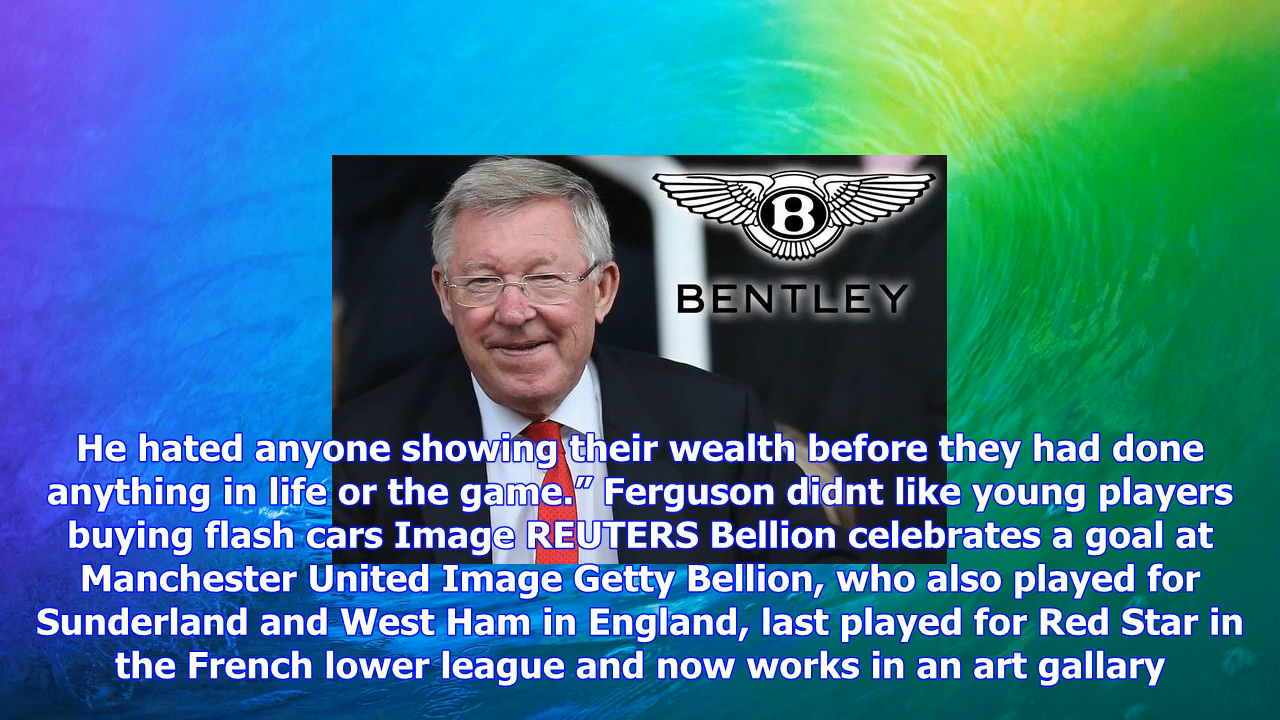 B
BENTLEY
He hated anyone showing their wealth before they had done
anything in life or the game.” Ferguson didnt like young players
buying flash cars Image REUTERS Bellion celebrates a goal at
Manchester United Image Getty Bellion, who also played for
Sunderland and West Ham in England, last played for Red Star in
the French lower league and now works in an art gallary